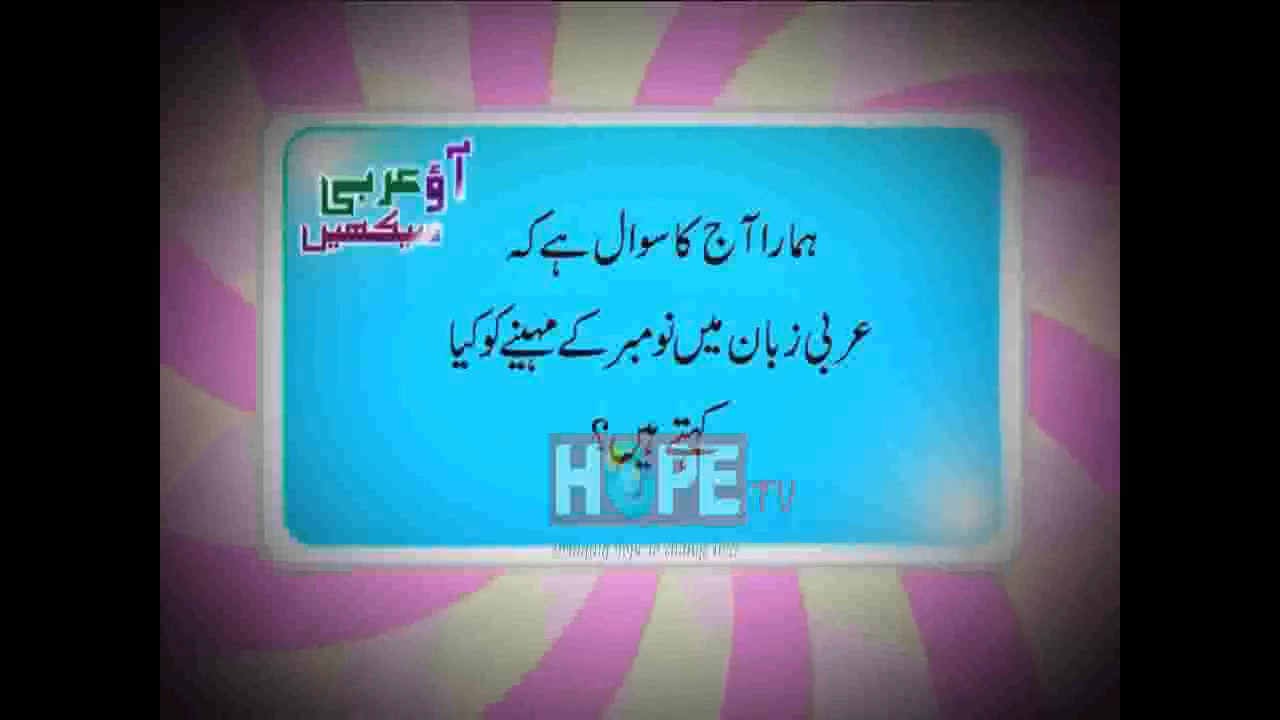 آؤ عربی
سیکھیں
ہمارا آج کا سوال ہے کہ
عربی زبان میں نومبر کے مہینے کو کیا
کہتے ہیں؟
HOPE TV